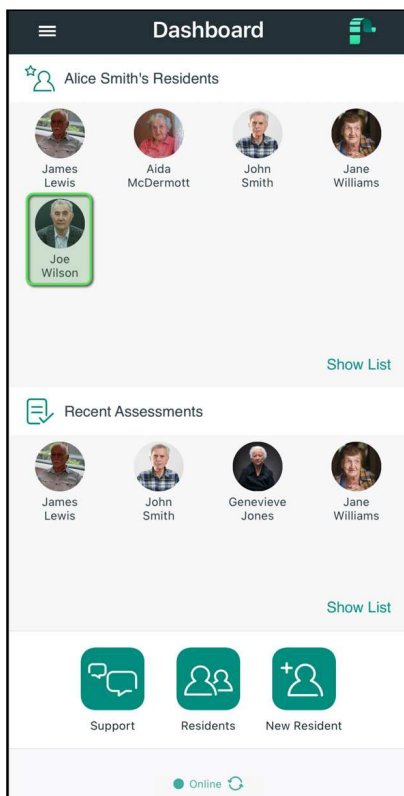 Dashboard
Alice Smith's Residents
James
Lewis
Aida
McDermott
John
Smith
Jane
Williams
Joe
Wilson
Show List
Recent Assessments
James
Lewis
John
Smith
Genevieve
Jones
Jane
Williams
Show List
Support
Residents
New Resident
Online